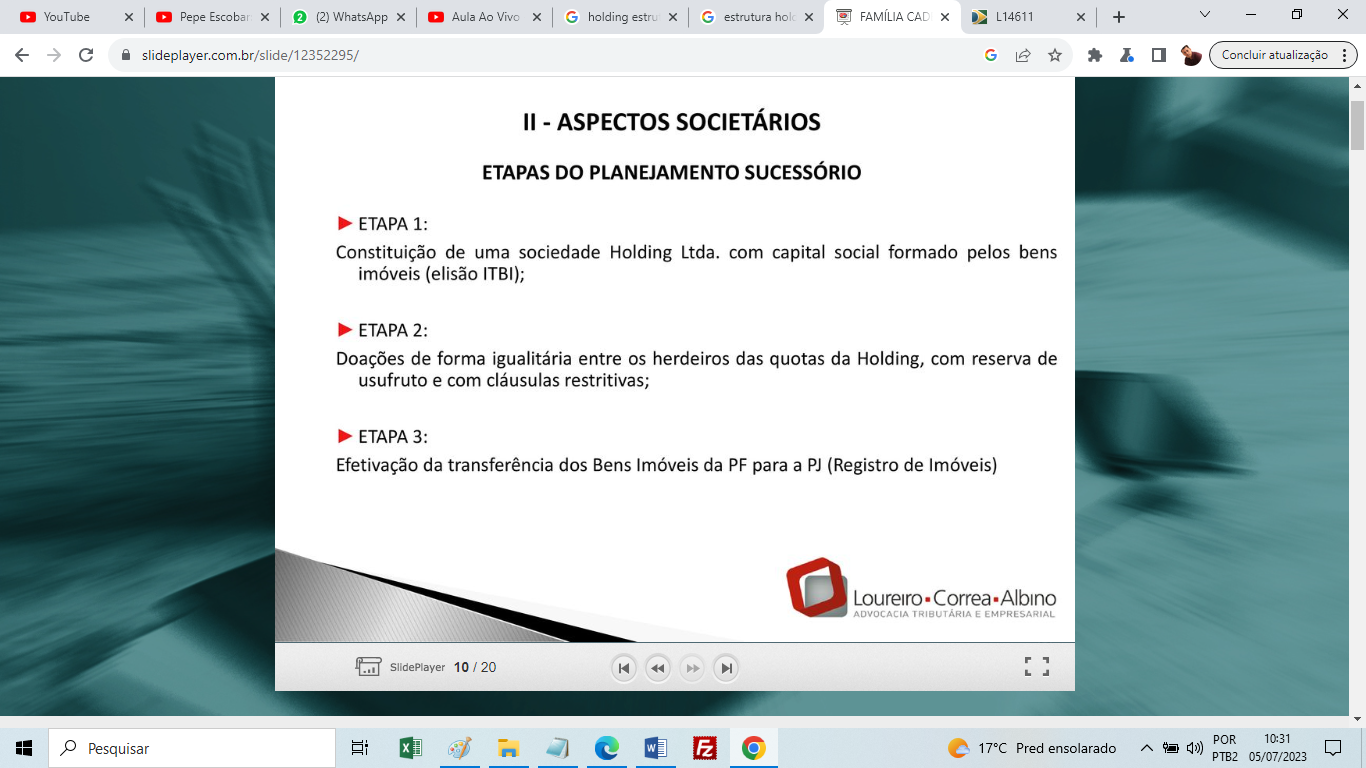 YouTube
Pepe Escobar
(2) WhatsApp
Aula Ao Vivo
holding estru
estrutura hold
FAMÍLIA CAD
L14611
slideplayer.com.br/slide/12352295/
Concluir atualização
II - ASPECTOS SOCIETÁRIOS
ETAPAS DO PLANEJAMENTO SUCESSÓRIO
► ETAPA 1:
Constituição de uma sociedade Holding Ltda. com capital social formado pelos bens
imóveis (elisão ITBI);
► ETAPA 2:
Doações de forma igualitária entre os herdeiros das quotas da Holding, com reserva de
usufruto e com cláusulas restritivas;
► ETAPA 3:
Efetivação da transferência dos Bens Imóveis da PF para a PJ (Registro de Imóveis)
Loureiro▪Correa▪Albino
ADVOCACIA TRIBUTÁRIA E EMPRESARIAL
SlidePlayer 10 / 20
Pesquisar
17°C Pred ensolarado
POR
PTB2
10:31
05/07/2023